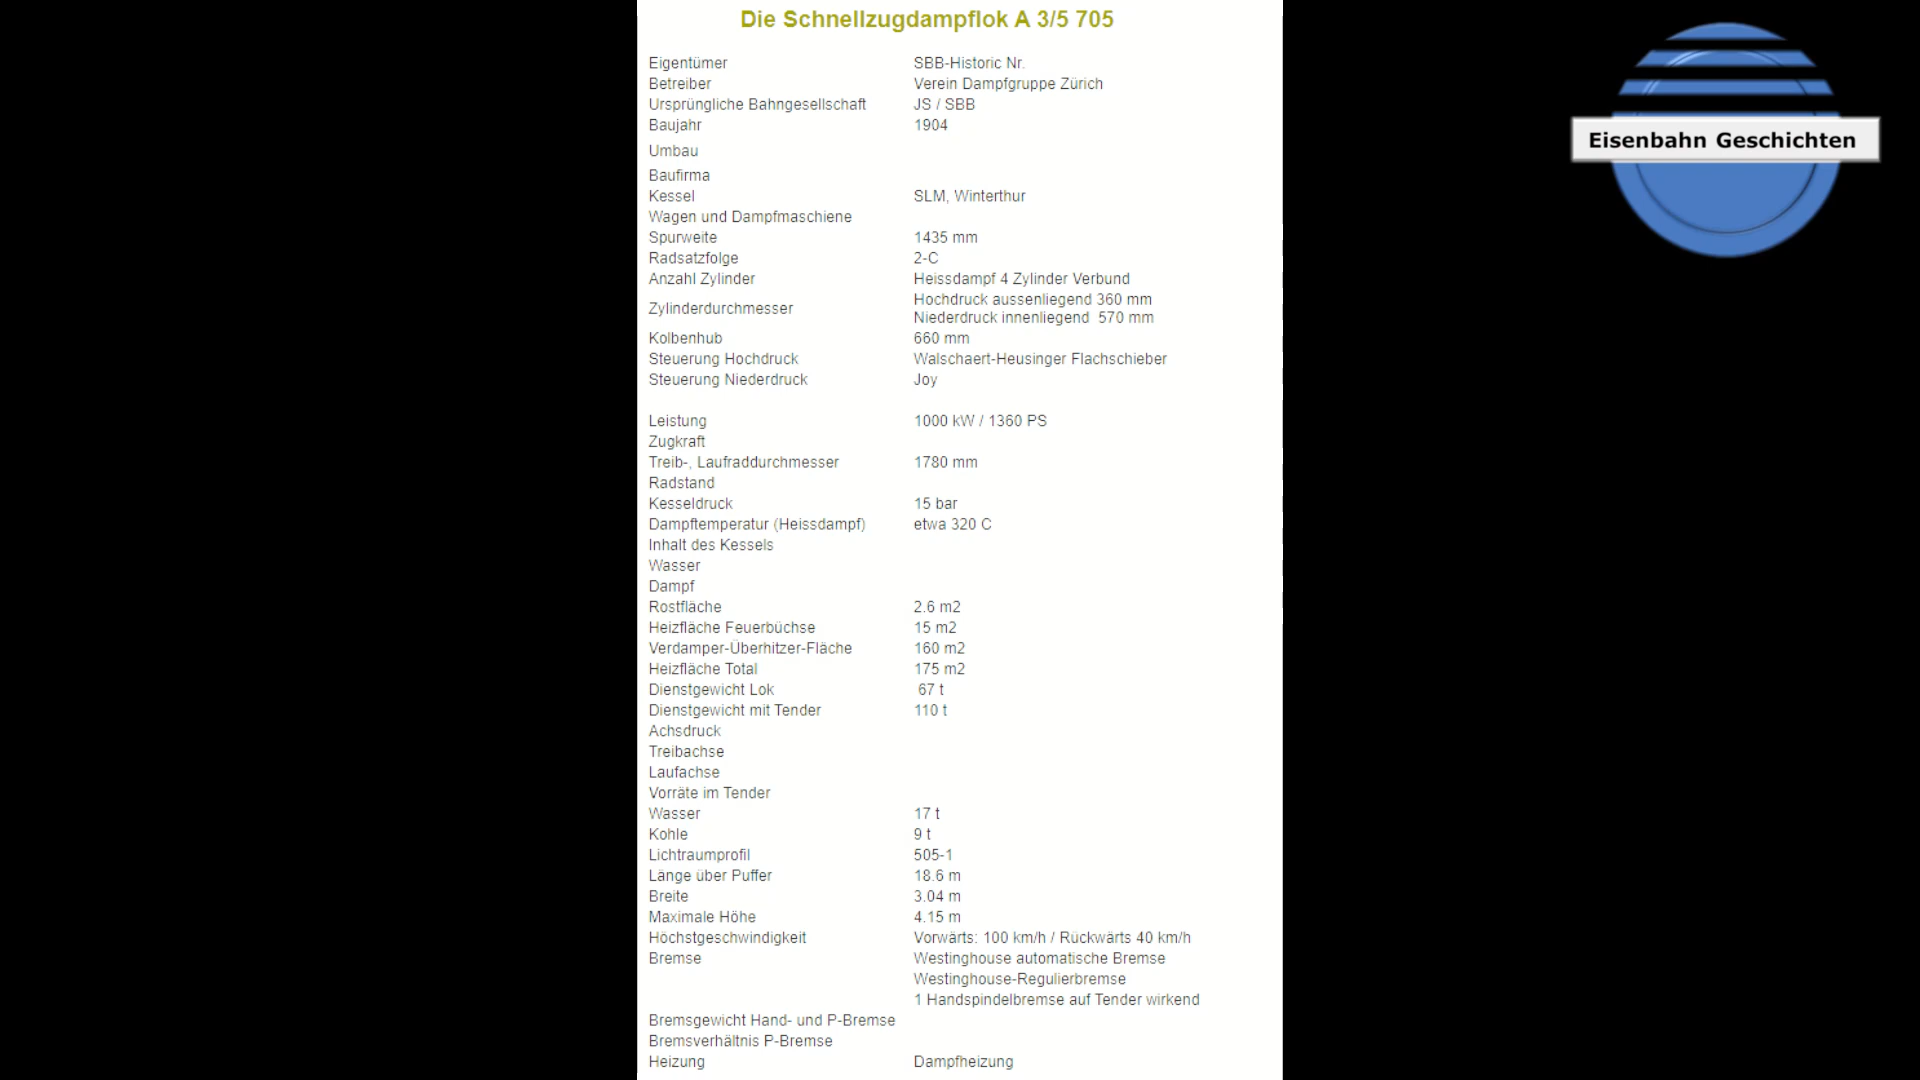 Die Schnellzugdampflok A 3/5 705
Eigentümer SBB-Historic Nr.
Betreiber Verein Dampfgruppe Zürich
Ursprüngliche Bahngesellschaft JS / SBB
Baujahr 1904
Umbau
Baufirma
Kessel SLM, Winterthur
Wagen und Dampfmaschiene
Spurweite 1435 mm
Radsatzfolge 2-C
Anzahl Zylinder Heissdampf 4 Zylinder Verbund
Zylinderdurchmesser Hochdruck aussenliegend 360 mm
Niederdruck innenliegend 570 mm
Kolbenhub 660 mm
Steuerung Hochdruck Walschaert-Heusinger Flachschieber
Steuerung Niederdruck Joy
Leistung 1000 kW / 1360 PS
Zugkraft
Treib-, Laufraddurchmesser 1780 mm
Radstand
Kesseldruck 15 bar
Dampftemperatur (Heissdampf) etwa 320 C
Inhalt des Kessels
Wasser
Dampf
Rostfläche 2.6 m2
Heizfläche Feuerbüchse 15 m2
Verdamper-Überhitzer-Fläche 160 m2
Heizfläche Total 175 m2
Dienstgewicht Lok 67 t
Dienstgewicht mit Tender 110 t
Achsdruck
Treibachse
Laufachse
Vorräte im Tender
Wasser 17 t
Kohle 9 t
Lichtraumprofil 505-1
Länge über Puffer 18.6 m
Breite 3.04 m
Maximale Höhe 4.15 m
Höchstgeschwindigkeit Vorwärts: 100 km/h / Rückwärts 40 km/h
Bremse Westinghouse automatische Bremse
Westinghouse-Regulierbremse
1 Handspindelbremse auf Tender wirkend
Bremsgewicht Hand- und P-Bremse
Bremsverhältnis P-Bremse
Heizung Dampfheizung
Eisenbahn Geschichten